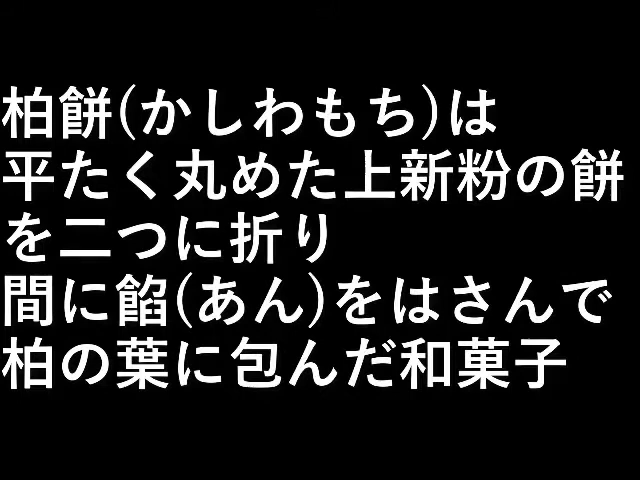 柏餅(かしわもち)は
平たく丸めた上新粉の餅
を二つに折り
間に餡(あん)をはさんで
柏の葉に包んだ和菓子